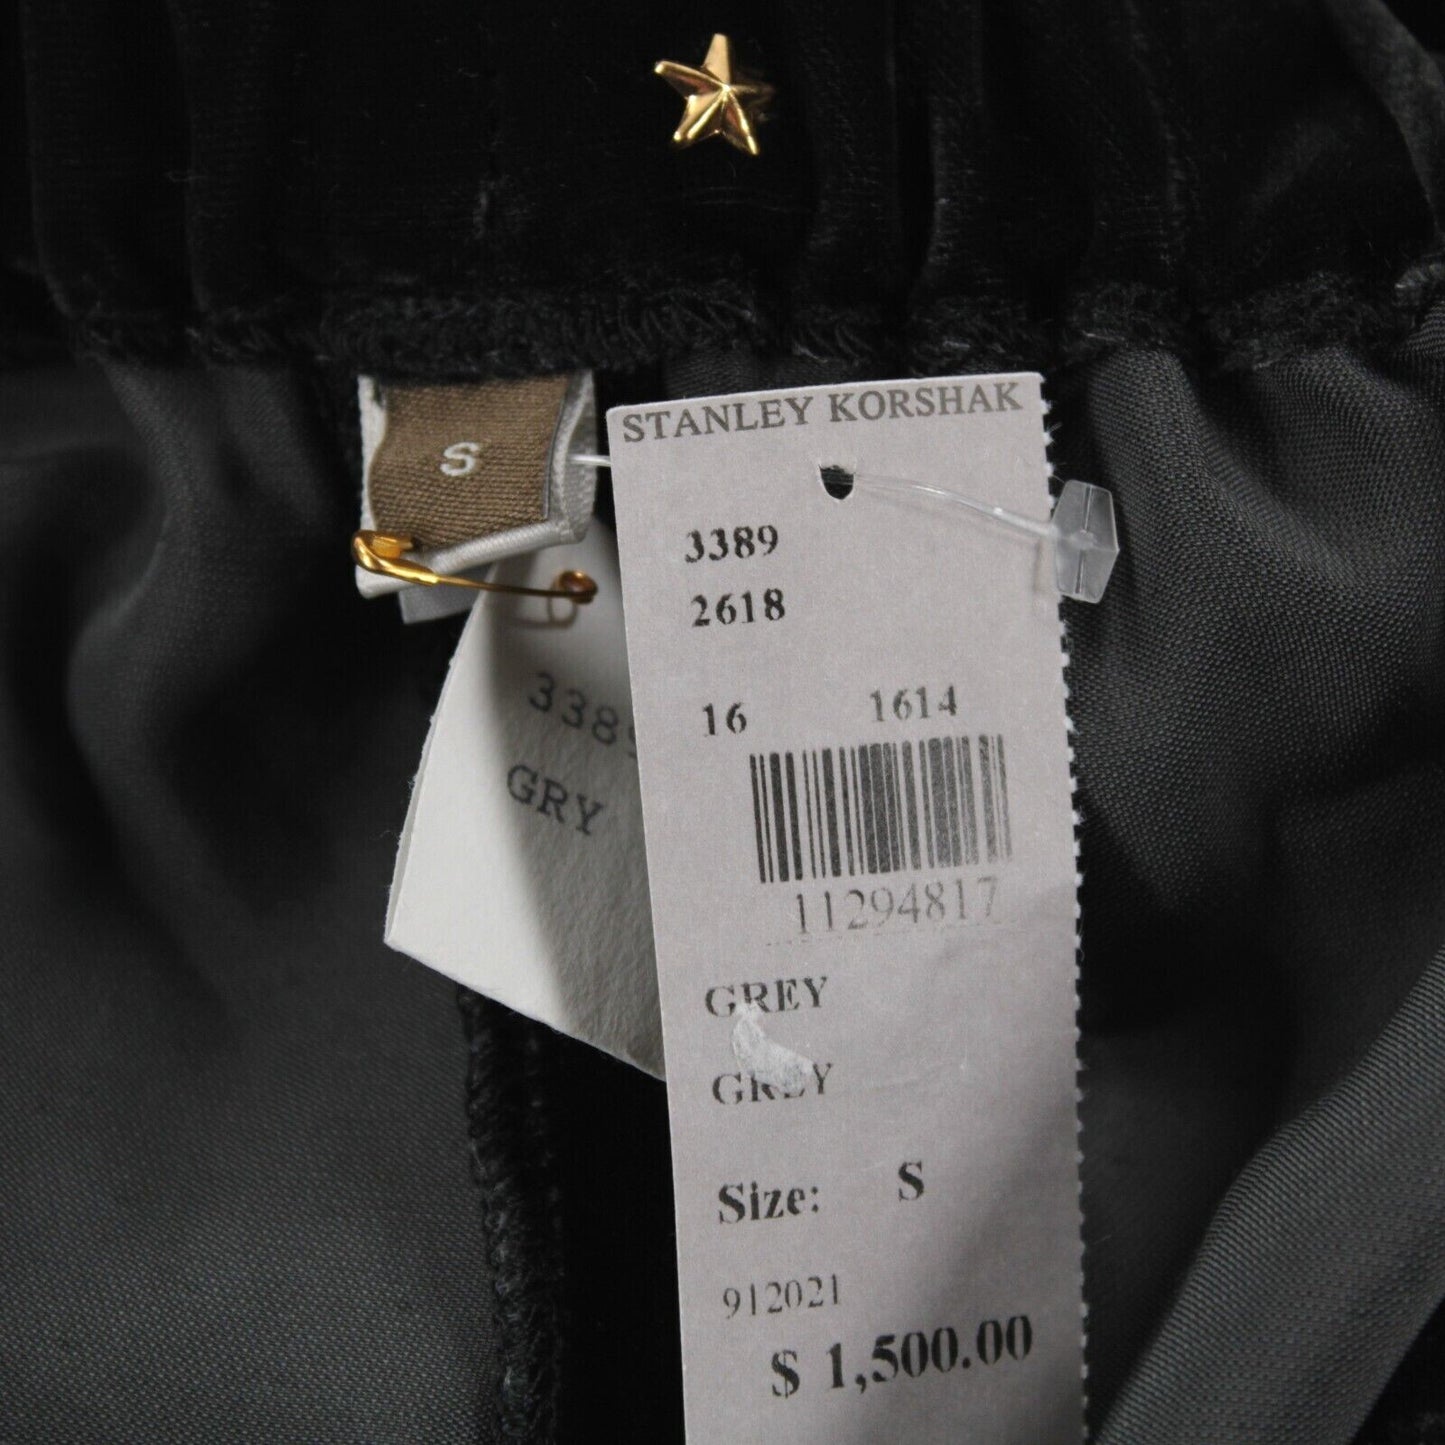 S
STANLEY KORSHAK
3389
2618
16 1614
11294817
GREY
GREY
Size: S
912021
$ 1,500.00
3389
GRY